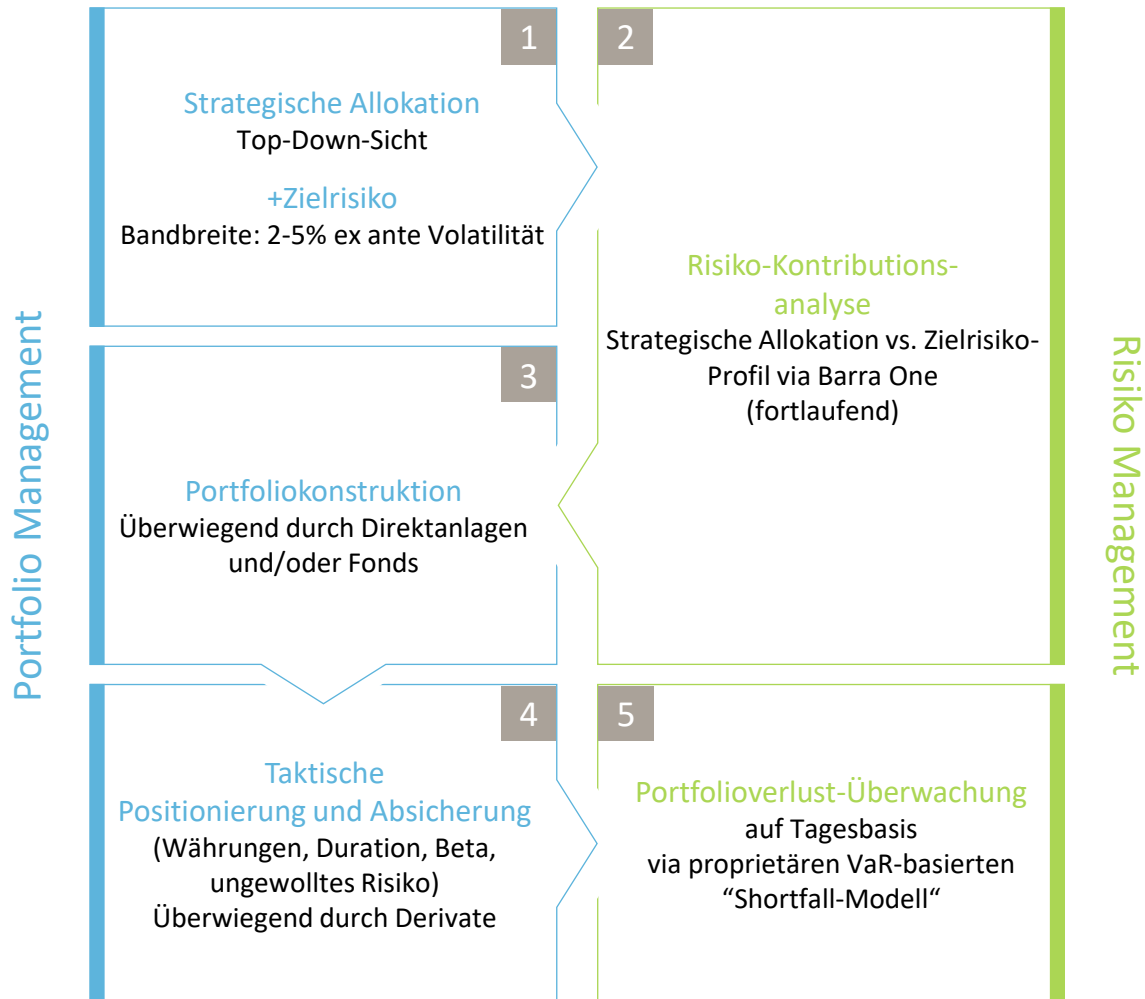 Portfolio Management
1
Strategische Allokation
Top-Down-Sicht
+Zielrisiko
Bandbreite: 2-5% ex ante Volatilität
2
Risiko-Kontributions-
analyse
Strategische Allokation vs. Zielrisiko-
Profil via Barra One
(fortlaufend)
3
Portfoliokonstruktion
Überwiegend durch Direktanlagen
und/oder Fonds
4
Taktische
Positionierung und Absicherung
(Währungen, Duration, Beta,
ungewolltes Risiko)
Überwiegend durch Derivate
5
Portfolioverlust-Überwachung
auf Tagesbasis
via proprietären VaR-basierten
“Shortfall-Modell“
Risiko Management